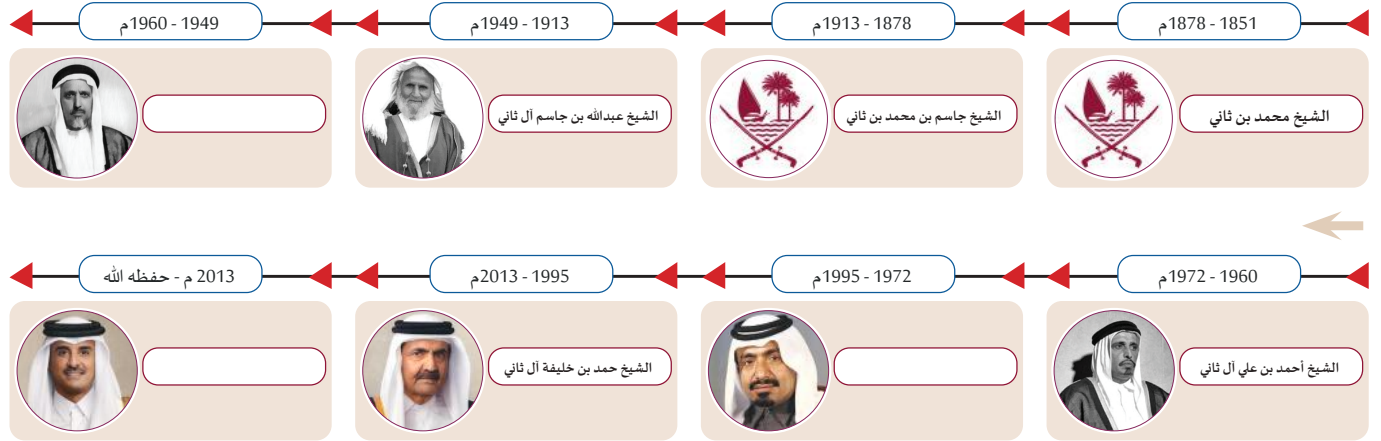 1851 - 1878م
1878 - 1913م
1913 - 1949م
1949 - 1960م
الشيخ محمد بن ثاني
الشيخ جاسم بن محمد بن ثاني
الشيخ عبدالله بن جاسم آل ثاني
1960 - 1972م
1972 - 1995م
1995 - 2013م
2013 م - حفظه الله
الشيخ أحمد بن علي آل ثاني
الشيخ حمد بن خليفة آل ثاني